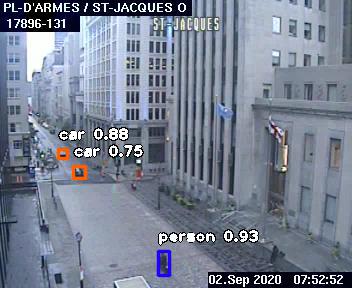 PL-D'ARMES / ST-JACQUES O
17896-131
ST-JACQUES
car 0.88
car 0.75
person 0.93
02.Sep 2020 07:52:52